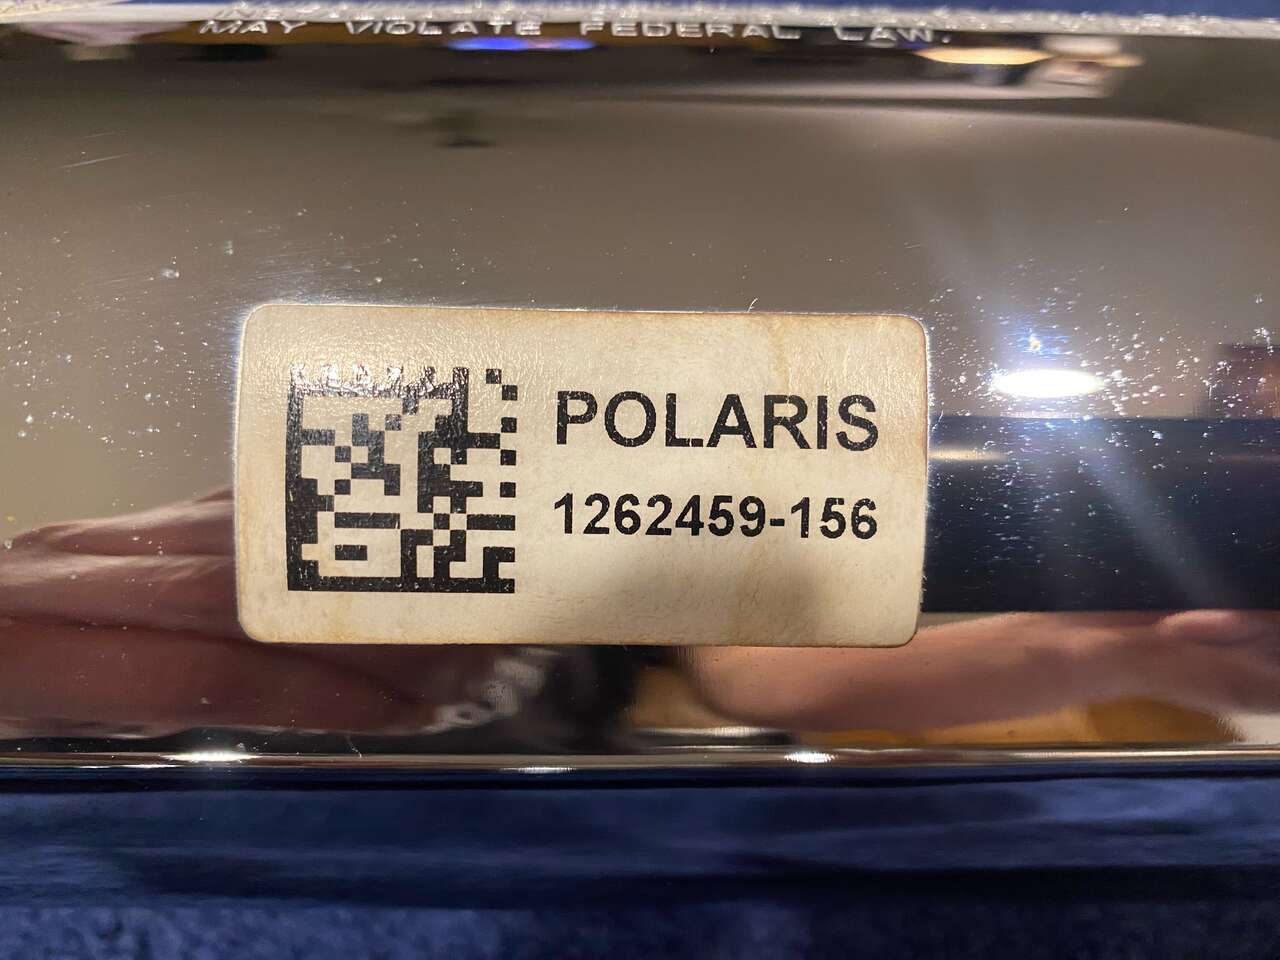 MAY VIOLATE FEDERAL LAW.
POLARIS
1262459-156